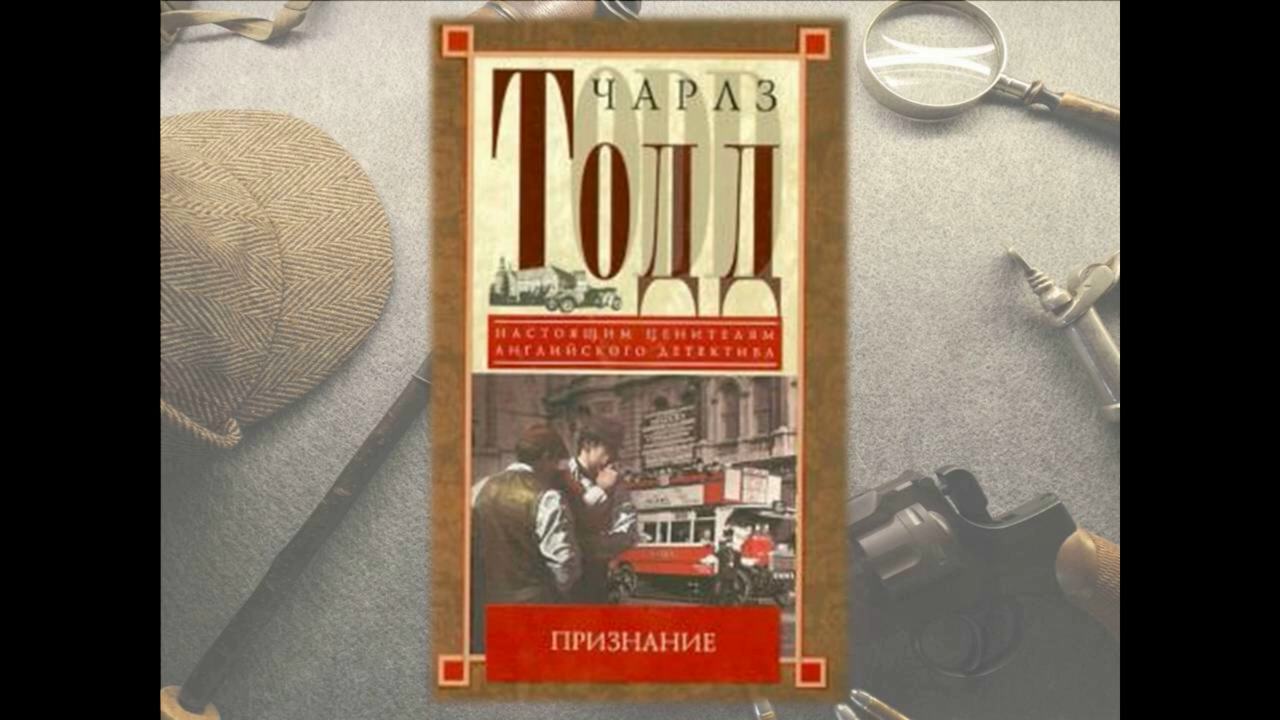 ЧАРЛЗ
ТОДД
НАСТОЯЩИМ ЦЕНИТЕЛЯМ
АНГЛИЙСКОГО ДЕТЕКТИВА
ПРИЗНАНИЕ